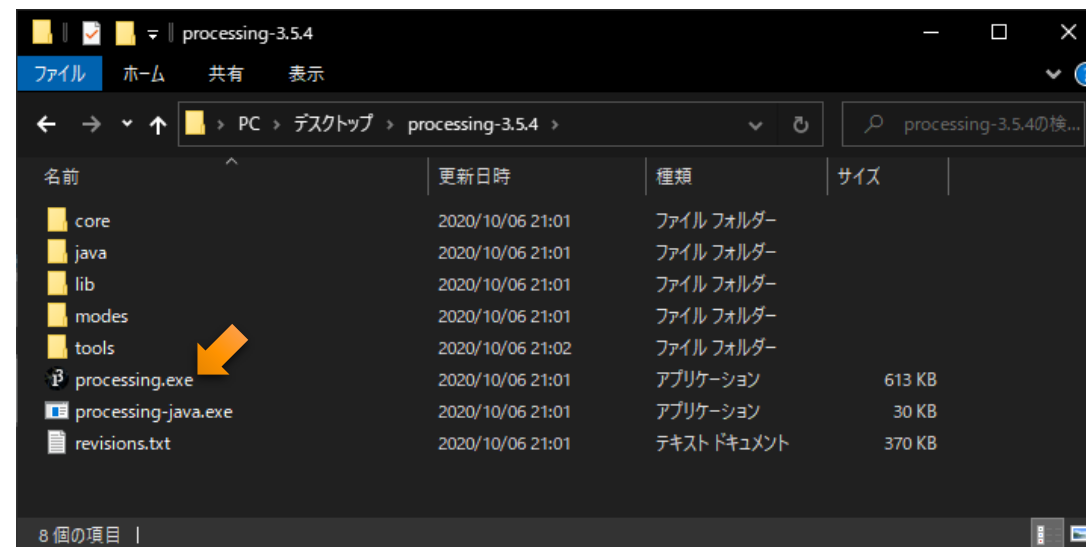 processing-3.5.4
ファイル ホーム 共有 表示
PC デスクトップ processing-3.5.4 processing-3.5.4の検...
名前 更新日時 種類 サイズ
core 2020/10/06 21:01 ファイル フォルダー
java 2020/10/06 21:01 ファイル フォルダー
lib 2020/10/06 21:01 ファイル フォルダー
modes 2020/10/06 21:01 ファイル フォルダー
tools 2020/10/06 21:02 ファイル フォルダー
processing.exe 2020/10/06 21:01 アプリケーション 613 KB
processing-java.exe 2020/10/06 21:01 アプリケーション 30 KB
revisions.txt 2020/10/06 21:01 テキスト ドキュメント 370 KB
8 個の項目